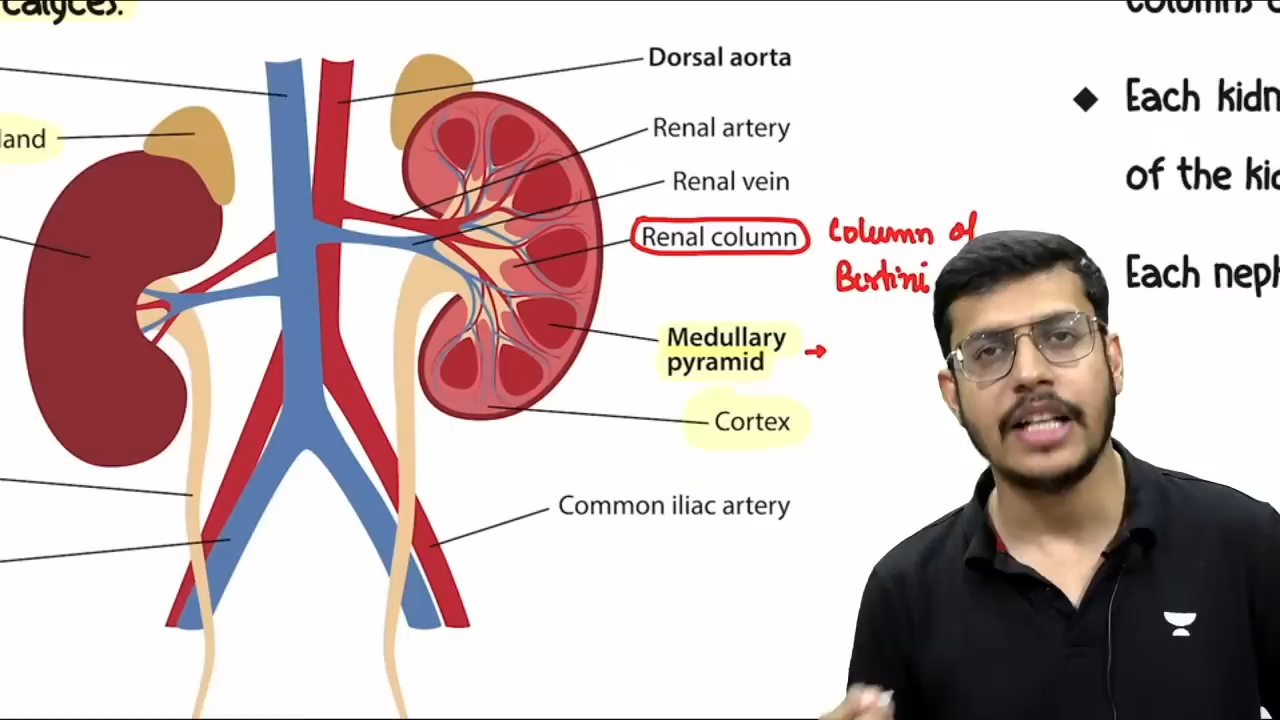 calyces.
Dorsal aorta
Renal artery
Renal vein
Renal column
column of
Bertini
Medullary
pyramid
Cortex
Common iliac artery
land
columns
Each kidn
of the kid
Each neph